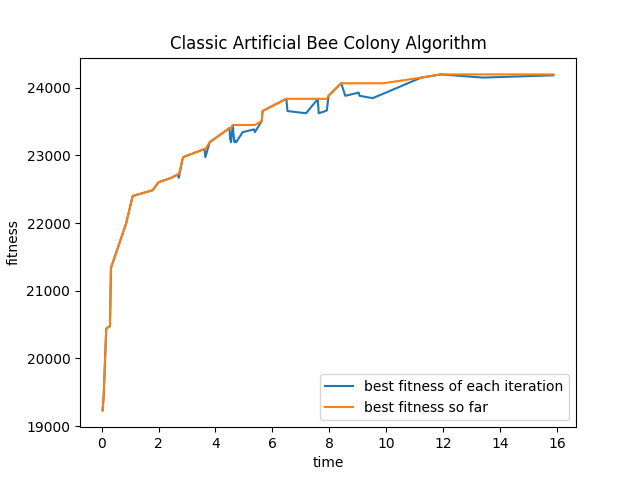 Classic Artificial Bee Colony Algorithm
24000
23000
22000
21000
20000
19000
fitness
best fitness of each iteration
best fitness so far
0 2 4 6 8 10 12 14 16
time